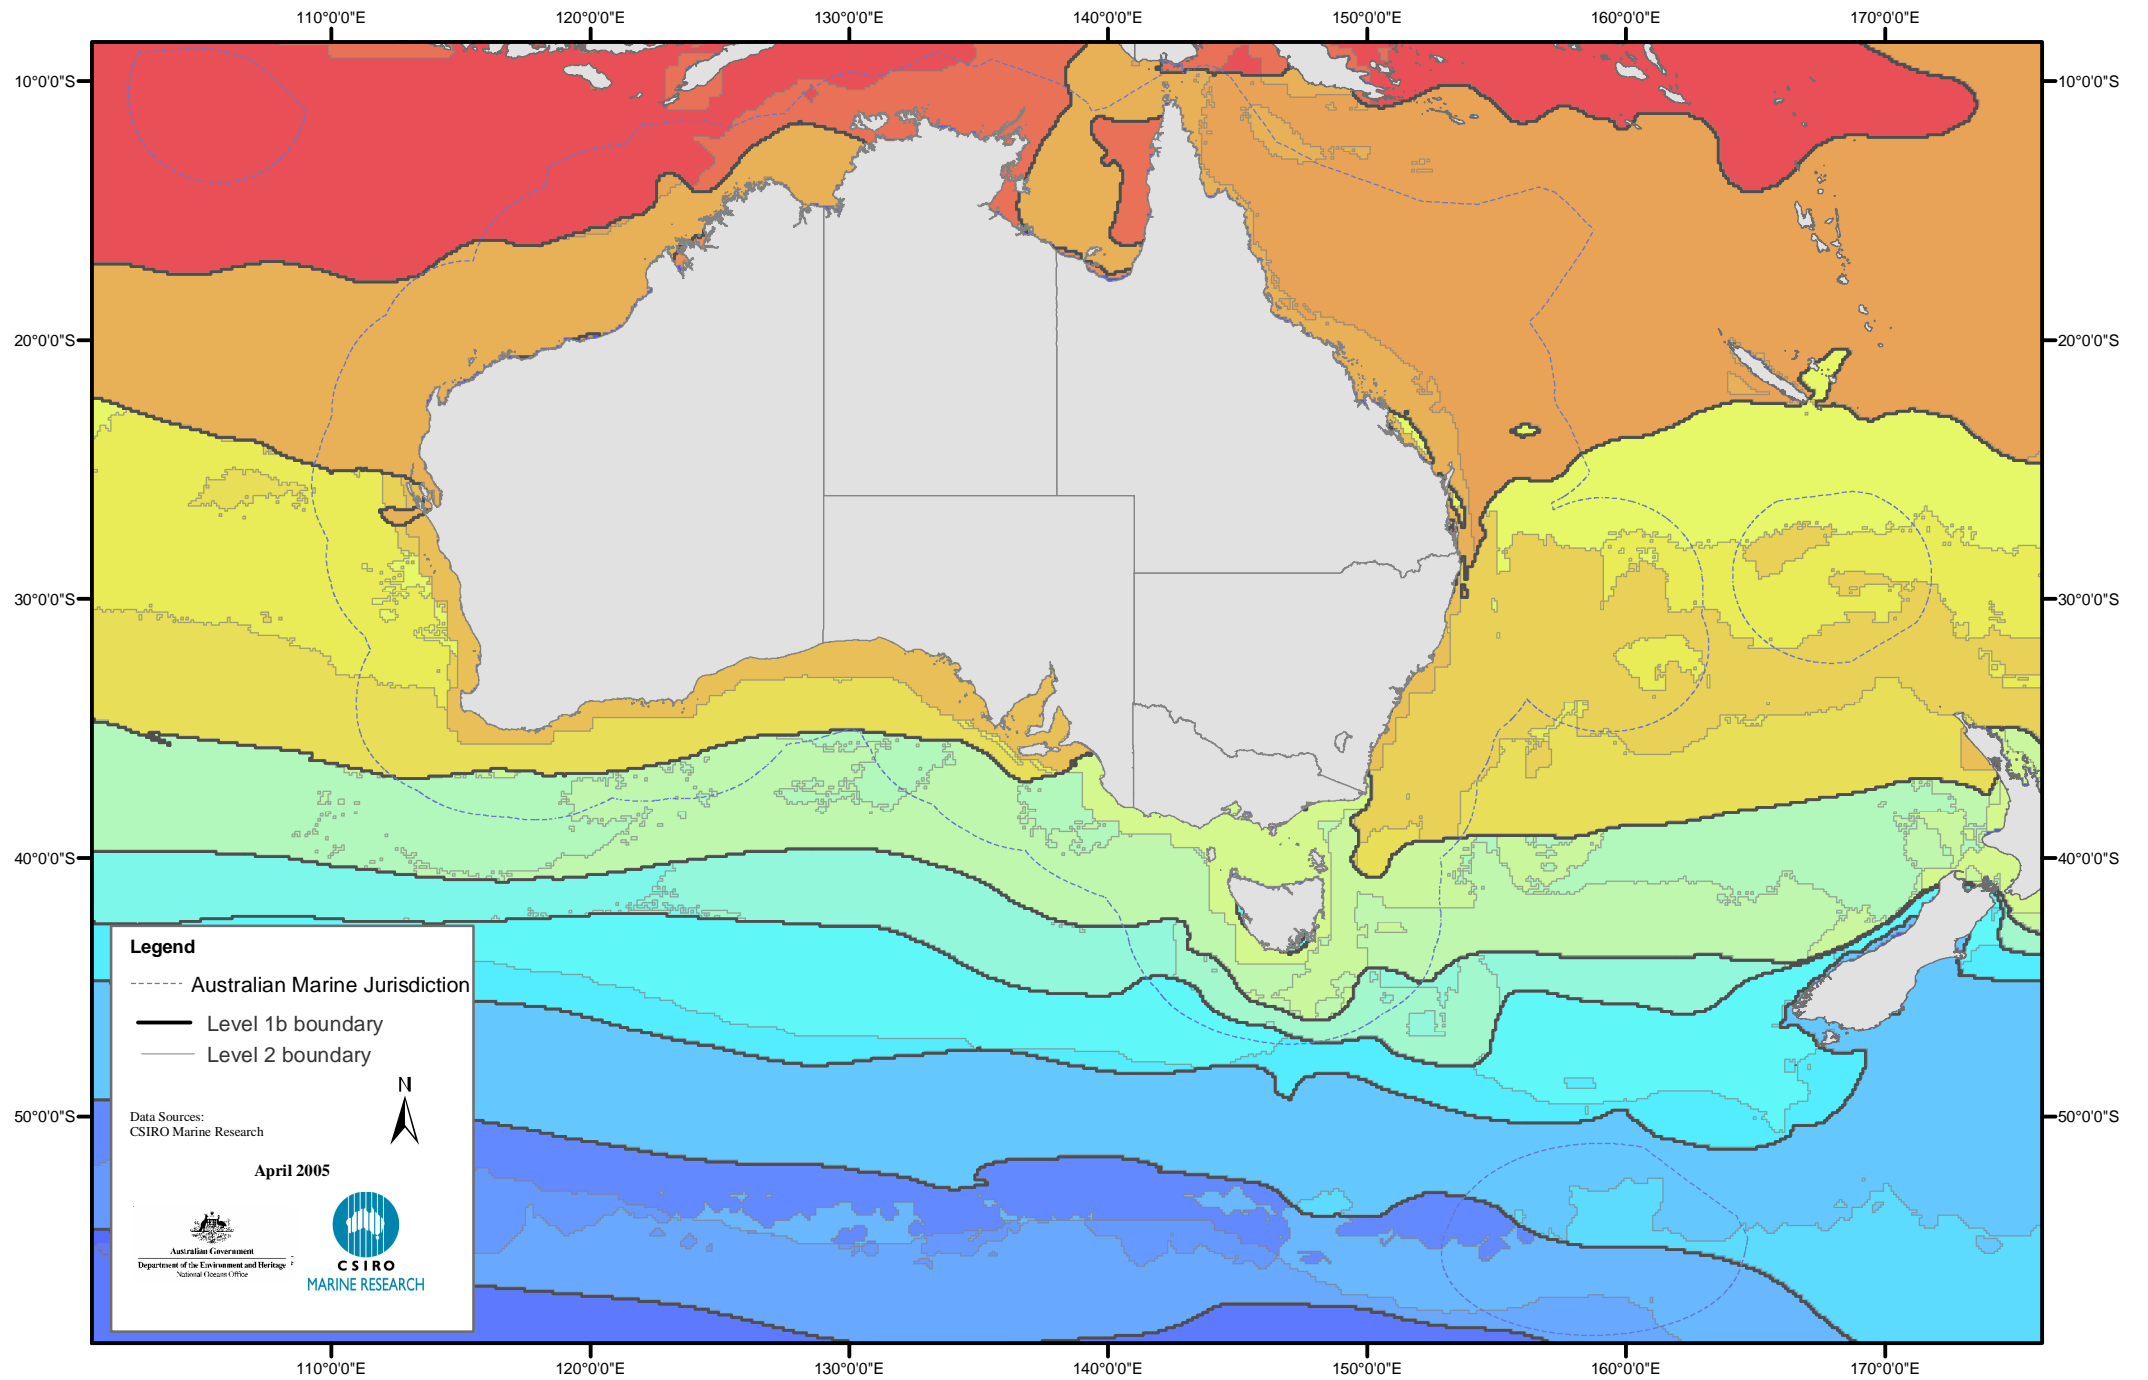 110°0'0"E 120°0'0"E 130°0'0"E 140°0'0"E 150°0'0"E 160°0'0"E 170°0'0"E
10°0'0"S 10°0'0"S
20°0'0"S 20°0'0"S
30°0'0"S 30°0'0"S
40°0'0"S 40°0'0"S
Legend
Australian Marine Jurisdiction
Level 1b boundary
Level 2 boundary
N
50°0'0"S 50°0'0"S
Data Sources:
CSIRO Marine Research
April 2005
Australian Government
Department of the Environment and Heritage
National Oceans Office
CSIRO
MARINE RESEARCH
110°0'0"E 120°0'0"E 130°0'0"E 140°0'0"E 150°0'0"E 160°0'0"E 170°0'0"E